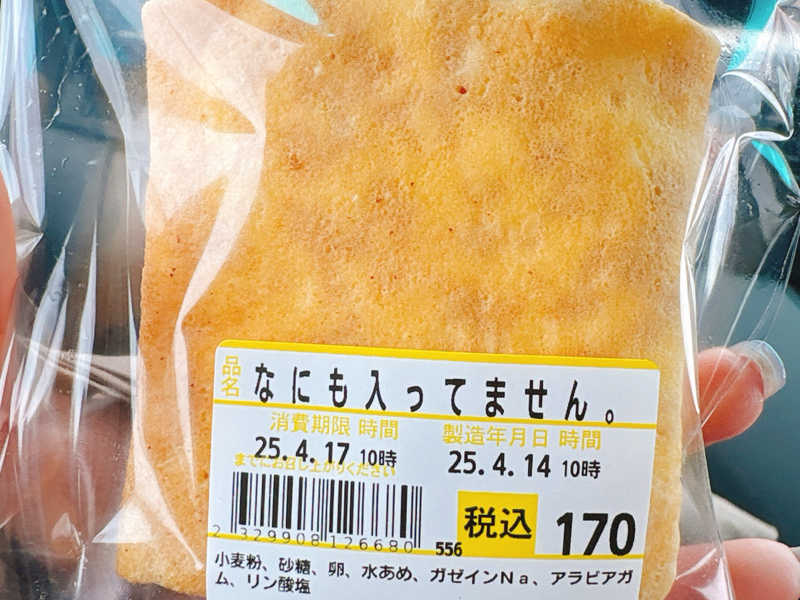 品名 なにも入ってません。
消費期限 時間 製造年月日 時間
25.4.17 10時 25.4.14 10時
までにお召し上がりください
2 329908 126680 556
税込 170
小麦粉、砂糖、卵、水あめ、ガゼインNa、アラビアガ
ム、リン酸塩